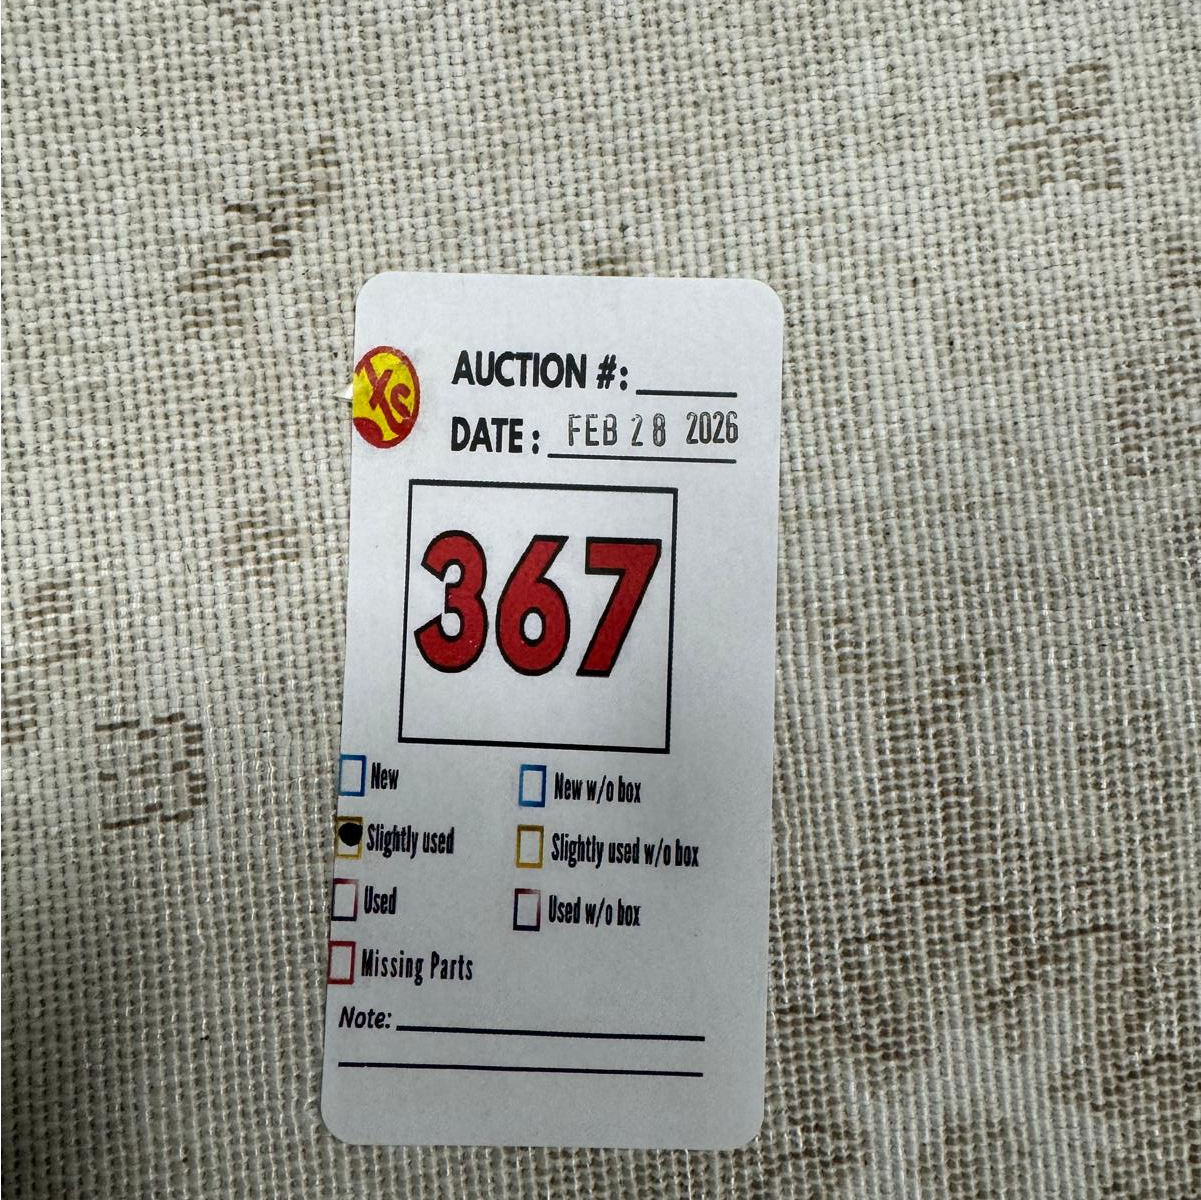 AUCTION #:
DATE: FEB 28 2026
367
New
New w/o box
Slightly used
Slightly used w/o box
Used
Used w/o box
Missing Parts
Note: